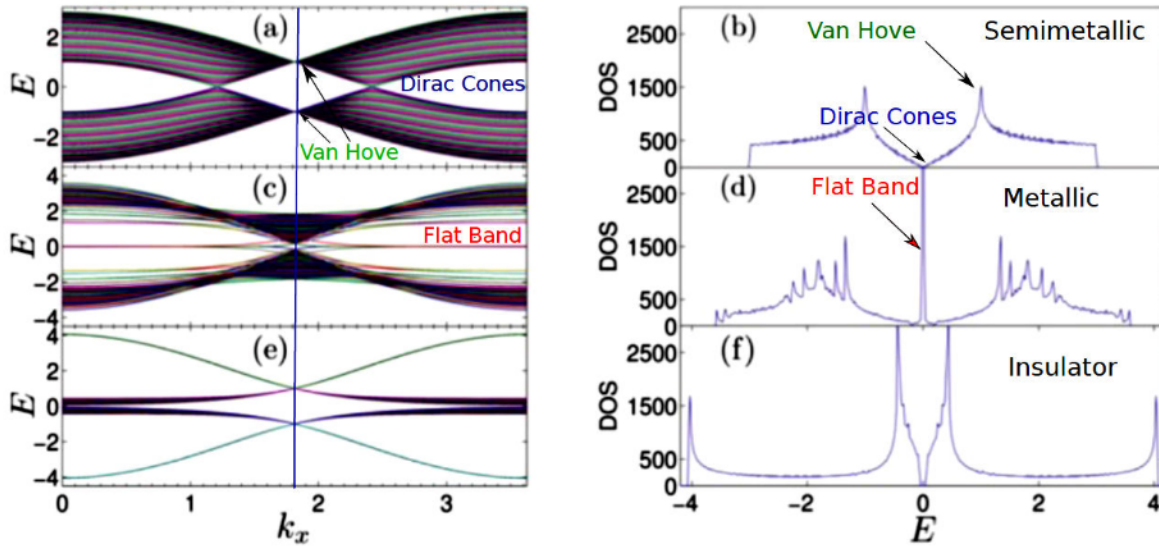 (a)
E
2
0
−2
Dirac Cones
Van Hove
(b)
DOS
2500
1500
500
0
Van Hove
Semimetallic
Dirac Cones
(c)
E
4
2
0
−2
−4
Flat Band
(d)
DOS
2500
1500
500
0
Flat Band
Metallic
(e)
E
4
2
0
−2
−4
0 1 2 3
kx
(f)
DOS
2500
1500
500
0
Insulator
−4 −2 0 2 4
E